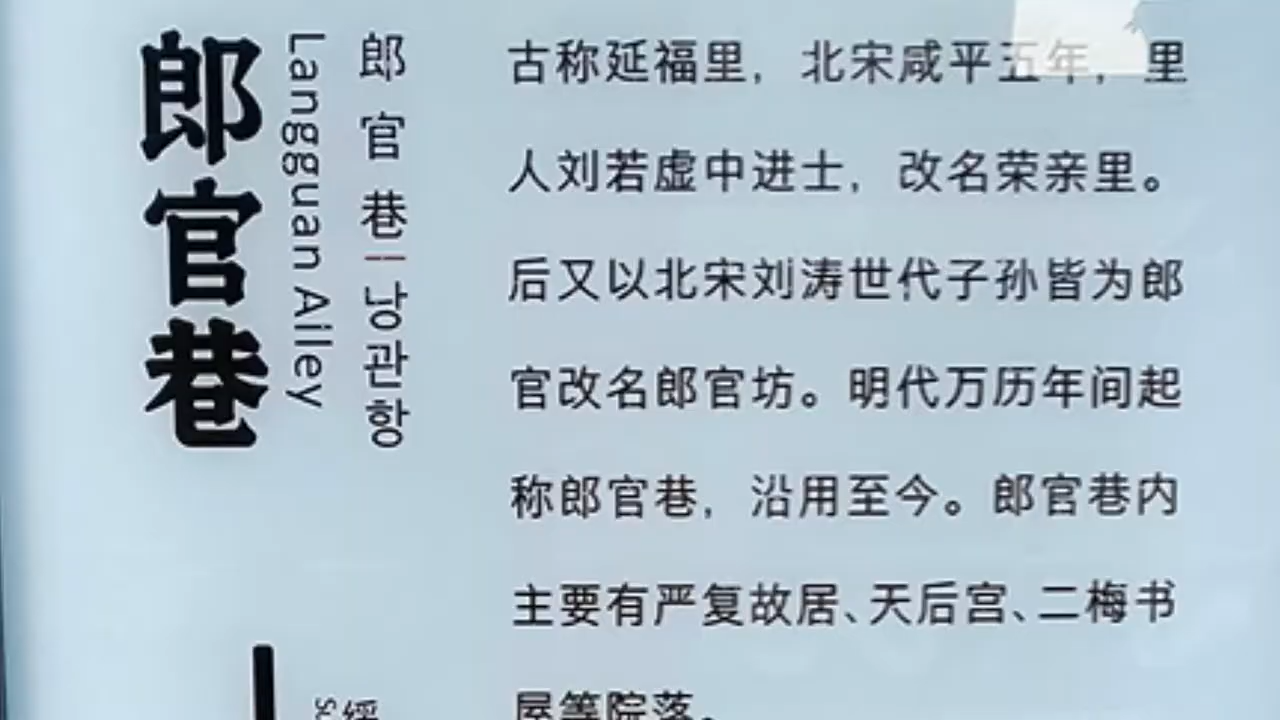 郎官巷
Langguan Ailey
郎官巷|낭관항
古称延福里，北宋咸平五年，里
人刘若虚中进士，改名荣亲里。
后又以北宋刘涛世代子孙皆为郎
官改名郎官坊。明代万历年间起
称郎官巷，沿用至今。郎官巷内
主要有严复故居、天后宫、二梅书
屋等院落。